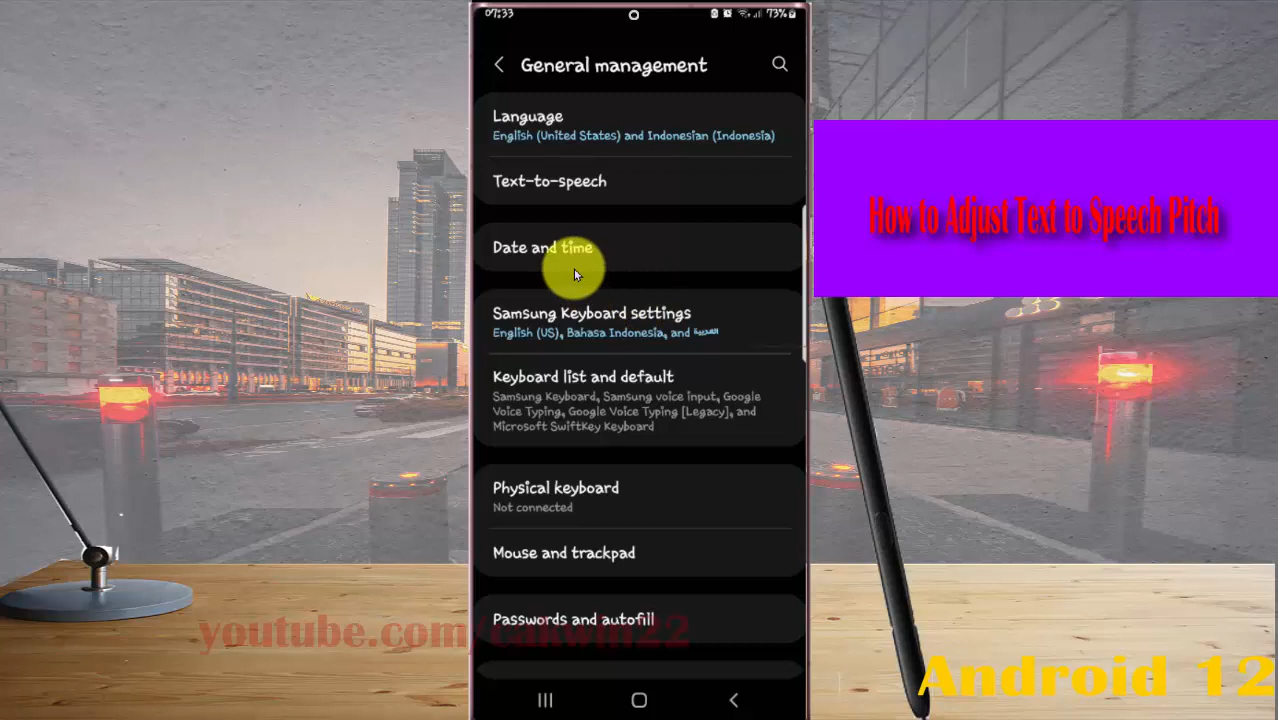 07:33
73%
General management
Language
English (United States) and Indonesian (Indonesia)
Text-to-speech
Date and time
Samsung Keyboard settings
English (US), Bahasa Indonesia, and العربية
Keyboard list and default
Samsung Keyboard, Samsung voice input, Google
Voice Typing, Google Voice Typing [Legacy], and
Microsoft SwiftKey Keyboard
Physical keyboard
Not connected
Mouse and trackpad
Passwords and autofill
How to Adjust Text to Speech Pitch
youtube.com/cakwin22
Android 12